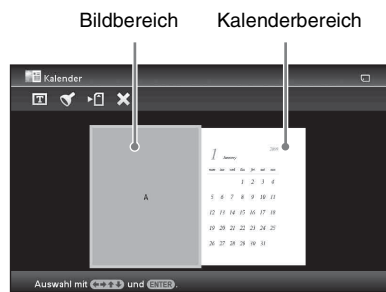 Bildbereich Kalenderbereich
Kalender
T
A
1 January
1 2 3 4
5 6 7 8 9 10 11
12 13 14 15 16 17 18
19 20 21 22 23 24 25
26 27 28 29 30 31
Auswahl mit und ENTER.